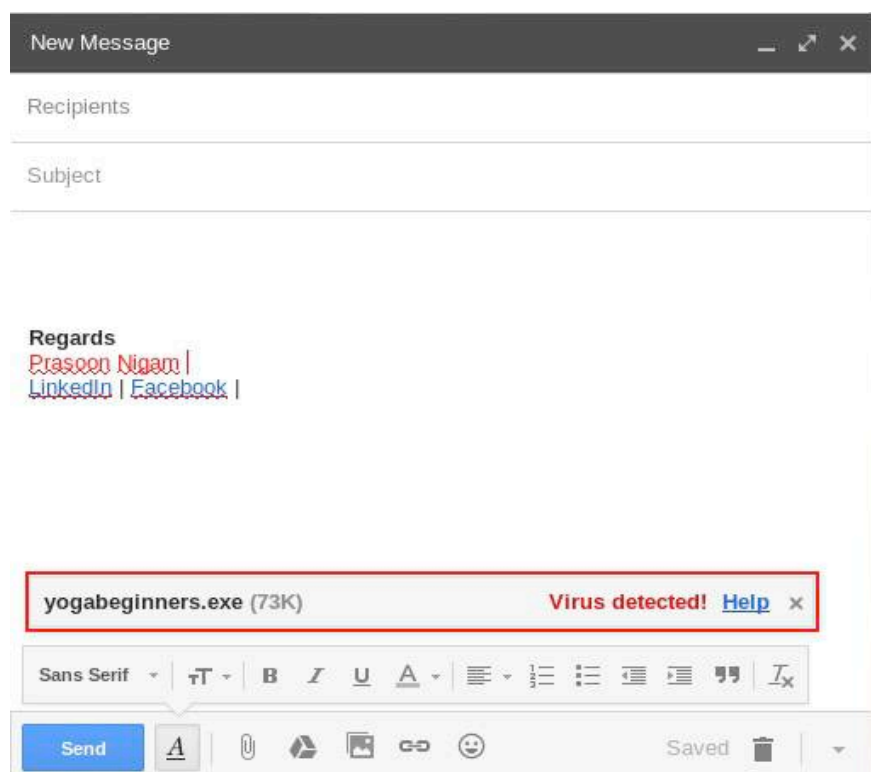 New Message
Recipients
Subject
Regards
Prasoon Nigam
LinkedIn | Facebook |
yogabeginners.exe (73K) Virus detected! Help
Sans Serif
Send Saved